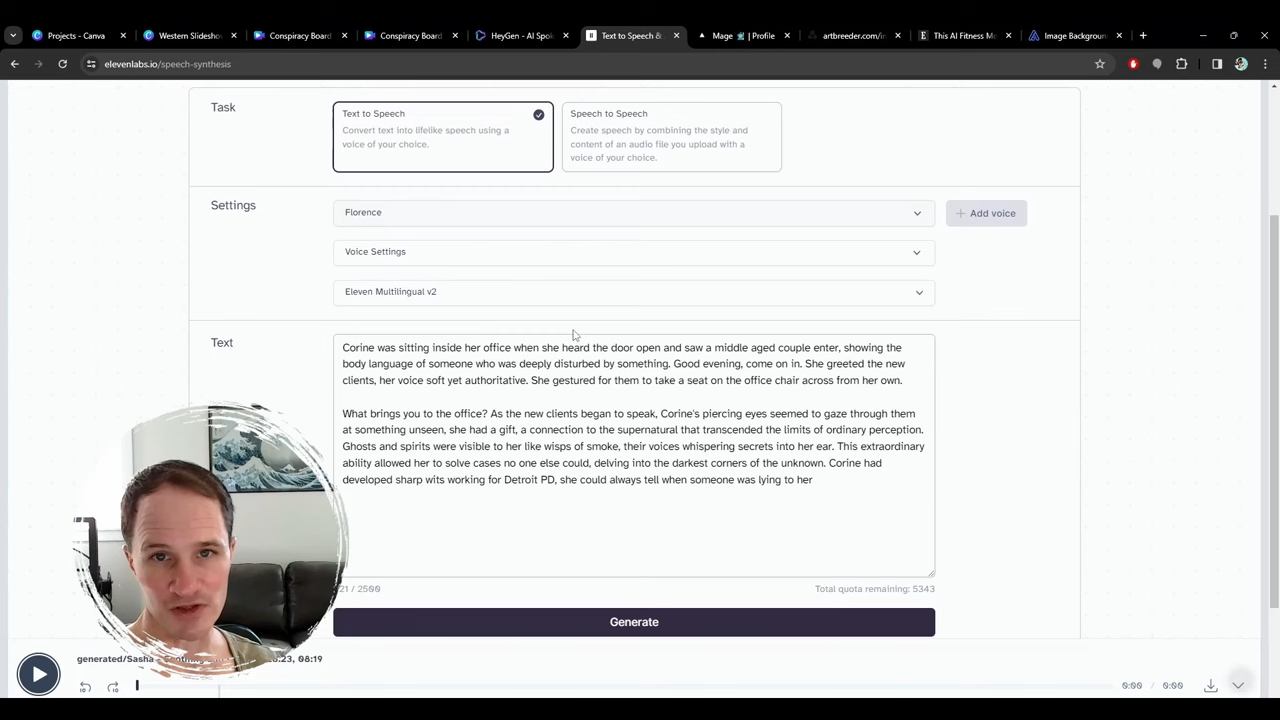 Projects - Canva
Western Slidesho
Conspiracy Board
Conspiracy Board
HeyGen - AI Spok
Text to Speech &
Mage | Profile
artbreeder.com/in
This AI Fitness Mo
Image Background
elevenlabs.io/speech-synthesis
Task
Text to Speech
Convert text into lifelike speech using a
voice of your choice.
Speech to Speech
Create speech by combining the style and
content of an audio file you upload with a
voice of your choice.
Settings
Florence
+ Add voice
Voice Settings
Eleven Multilingual v2
Text
Corine was sitting inside her office when she heard the door open and saw a middle aged couple enter, showing the
body language of someone who was deeply disturbed by something. Good evening, come on in. She greeted the new
clients, her voice soft yet authoritative. She gestured for them to take a seat on the office chair across from her own.
What brings you to the office? As the new clients began to speak, Corine's piercing eyes seemed to gaze through them
at something unseen, she had a gift, a connection to the supernatural that transcended the limits of ordinary perception.
Ghosts and spirits were visible to her like wisps of smoke, their voices whispering secrets into her ear. This extraordinary
ability allowed her to solve cases no one else could, delving into the darkest corners of the unknown. Corine had
developed sharp wits working for Detroit PD, she could always tell when someone was lying to her
21 / 2500
Total quota remaining: 5343
Generate
generated/Sasha - 23, 08:19
0:00 / 0:00